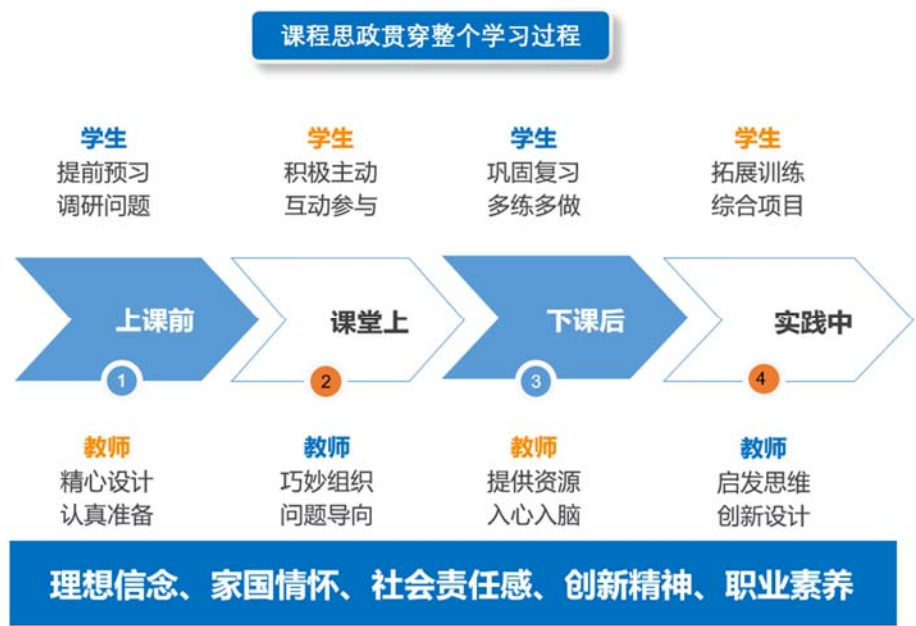 课程思政贯穿整个学习过程
学生
提前预习
调研问题
学生
积极主动
互动参与
学生
巩固复习
多练多做
学生
拓展训练
综合项目
上课前
1
课堂上
2
下课后
3
实践中
4
教师
精心设计
认真准备
教师
巧妙组织
问题导向
教师
提供资源
入心入脑
教师
启发思维
创新设计
理想信念、家国情怀、社会责任感、创新精神、职业素养